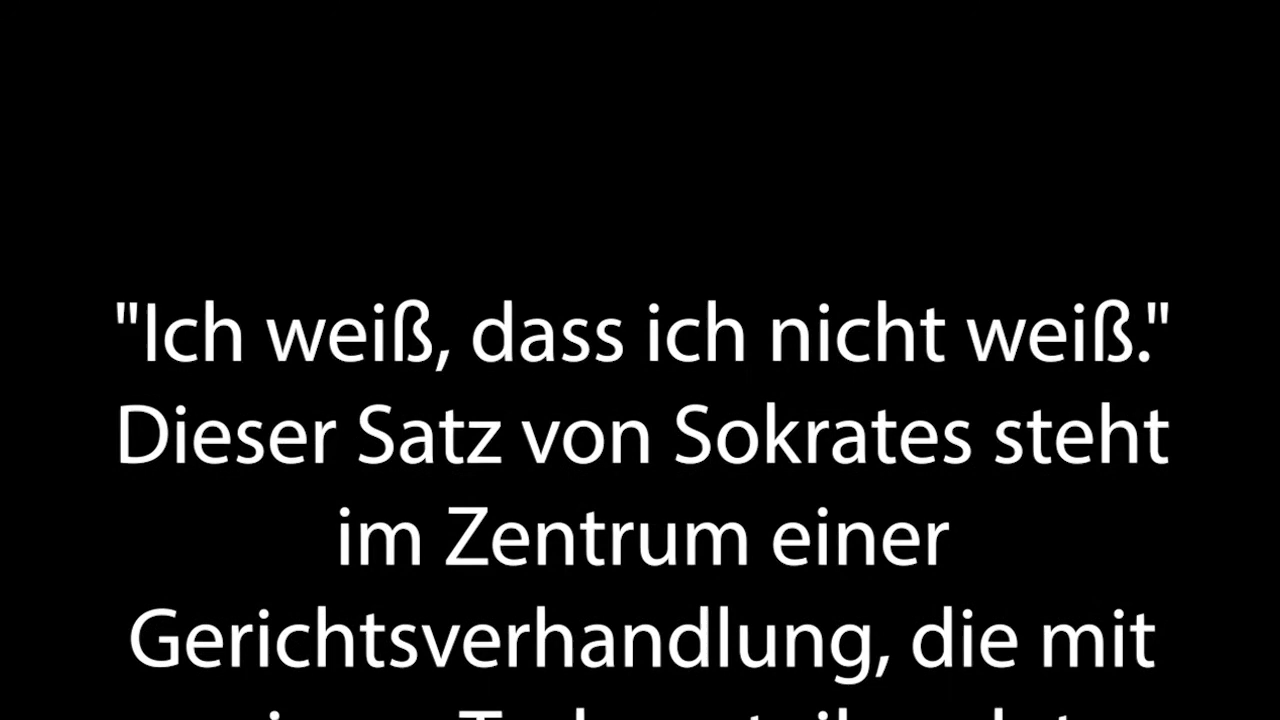 "Ich weiß, dass ich nicht weiß."
Dieser Satz von Sokrates steht
im Zentrum einer
Gerichtsverhandlung, die mit